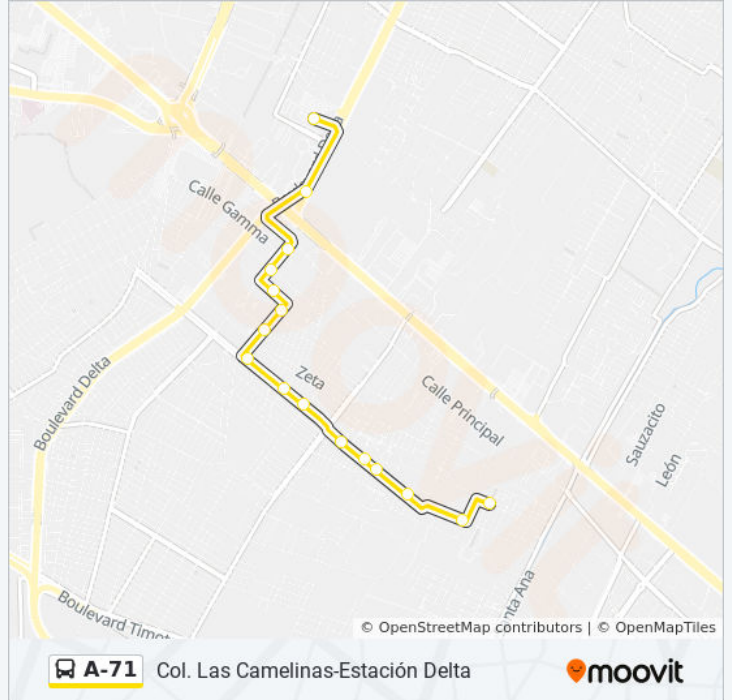 Calle Gamma
Boulevard Delta
Zeta
Calle Principal
Sauzacito
León
nta Ana
Boulevard Timot
© OpenStreetMap contributors | © OpenMapTiles
A-71 Col. Las Camelinas-Estación Delta
moovit